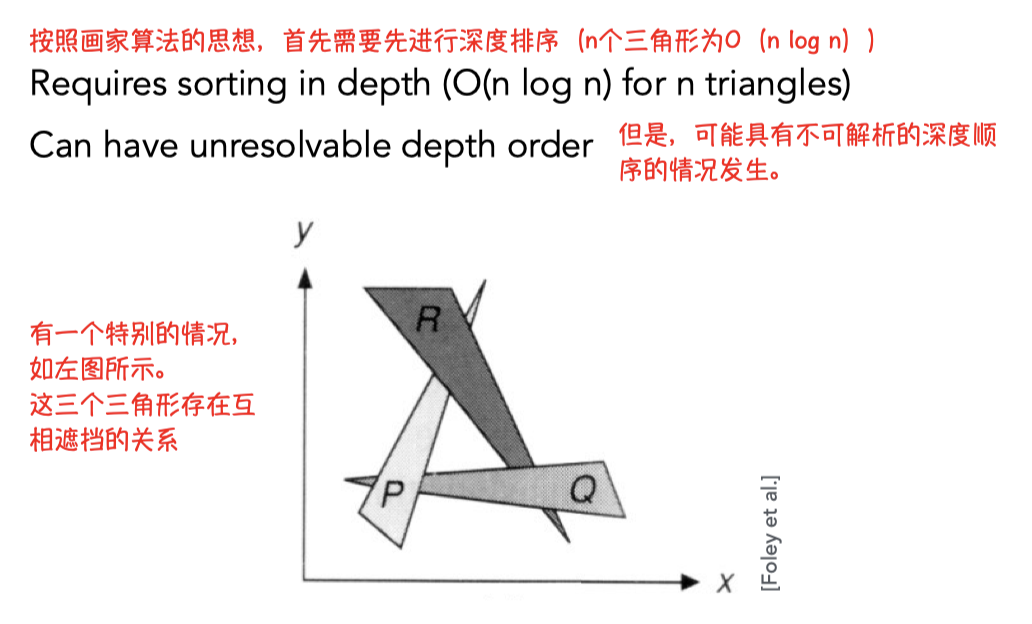 按照画家算法的思想，首先需要先进行深度排序（n个三角形为O（n log n））
Requires sorting in depth (O(n log n) for n triangles)
Can have unresolvable depth order
但是，可能具有不可解析的深度顺
序的情况发生。
y
有一个特别的情况，
如左图所示。
这三个三角形存在互
相遮挡的关系
R
P
Q
x
[Foley et al.]